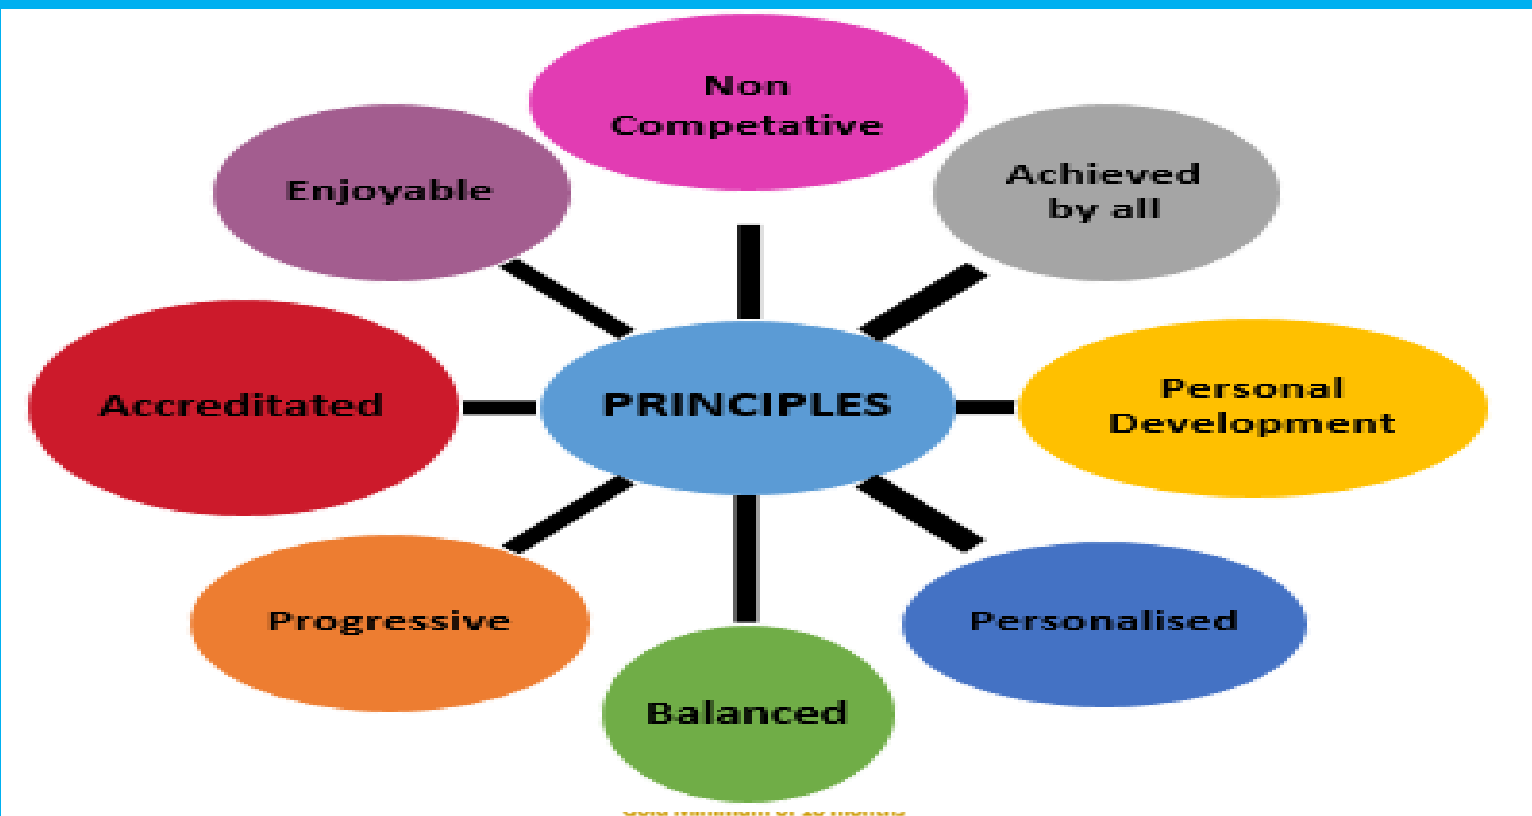 Non
Competative
Enjoyable
Achieved
by all
Accreditated
PRINCIPLES
Personal
Development
Progressive
Personalised
Balanced